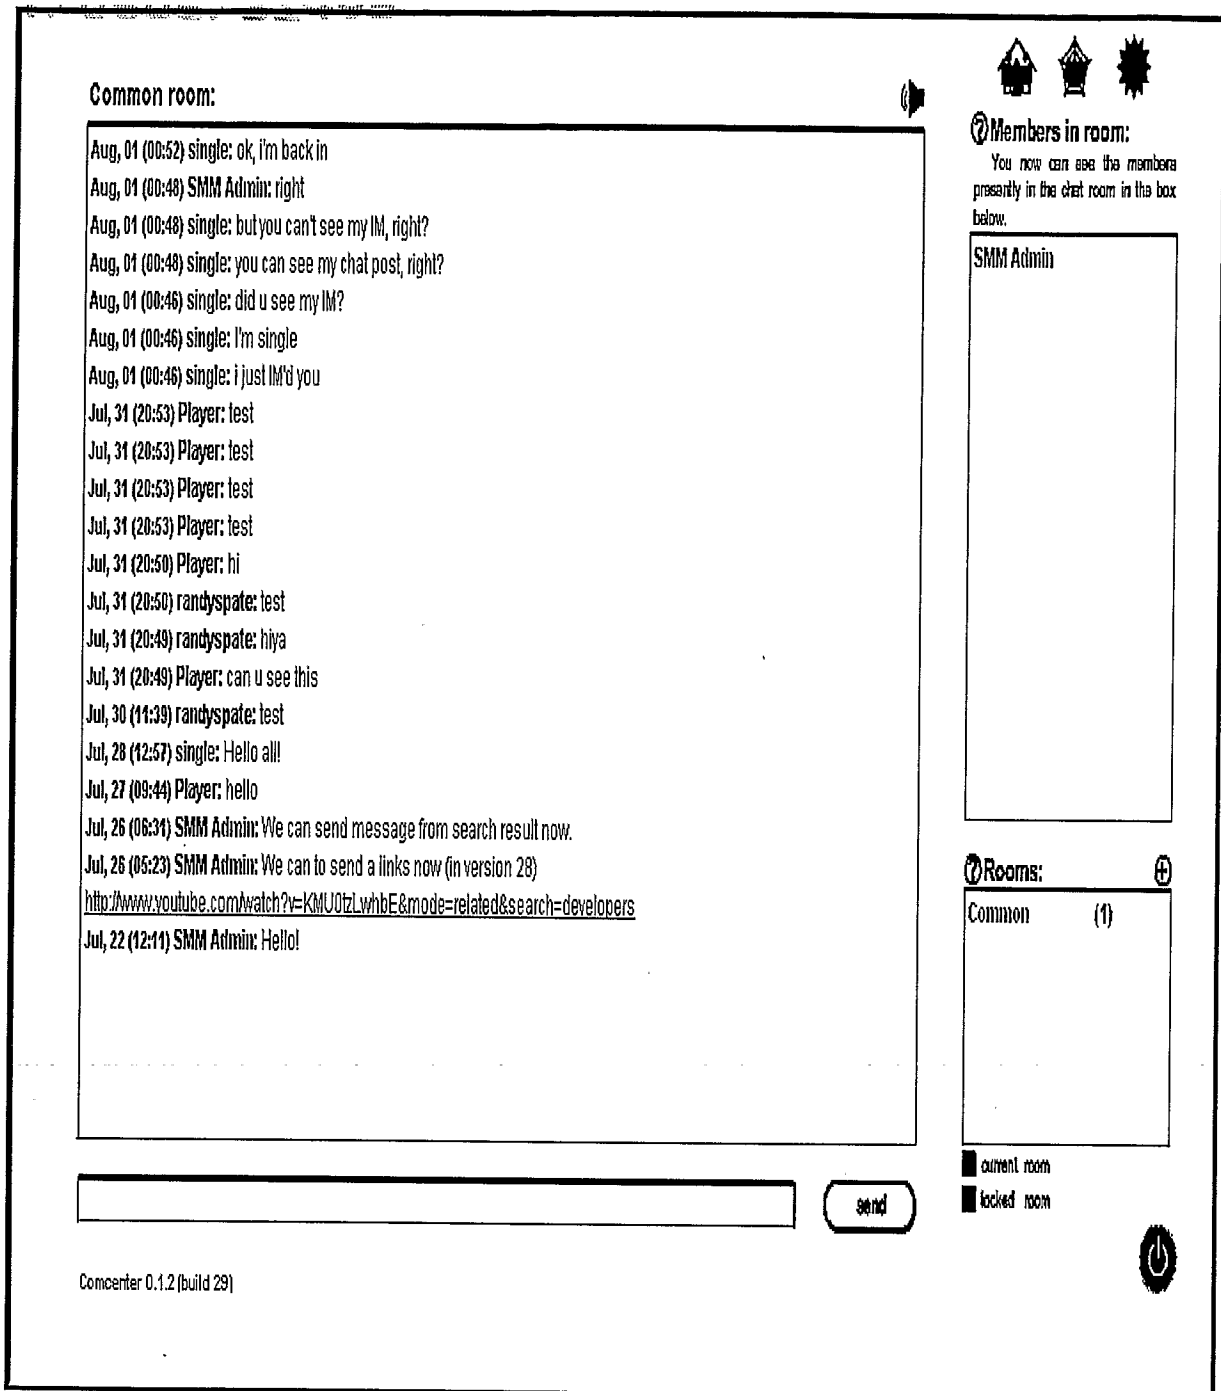 Common room:
Aug, 01 (00:52) single: ok, i'm back in
Aug, 01 (00:48) SMM Admin: right
Aug, 01 (00:48) single: but you can't see my IM, right?
Aug, 01 (00:48) single: you can see my chat post, right?
Aug, 01 (00:46) single: did u see my IM?
Aug, 01 (00:46) single: I'm single
Aug, 01 (00:46) single: i just IM'd you
Jul, 31 (20:53) Player: test
Jul, 31 (20:53) Player: test
Jul, 31 (20:53) Player: test
Jul, 31 (20:53) Player: test
Jul, 31 (20:50) Player: hi
Jul, 31 (20:50) randyspate: test
Jul, 31 (20:49) randyspate: hiya
Jul, 31 (20:49) Player: can u see this
Jul, 30 (11:39) randyspate: test
Jul, 28 (12:57) single: Hello all!
Jul, 27 (09:44) Player: hello
Jul, 26 (06:31) SMM Admin: We can send message from search result now.
Jul, 26 (05:23) SMM Admin: We can to send a links now (in version 28)
http://www.youtube.com/watch?v=KMU0tzLwhbE&mode=related&search=developers
Jul, 22 (12:11) SMM Admin: Hello!
send
Comcenter 0.1.2 (build 29)
Members in room:
You now can see the members
presently in the chat room in the box
below.
SMM Admin
Rooms:
Common (1)
current room
locked room